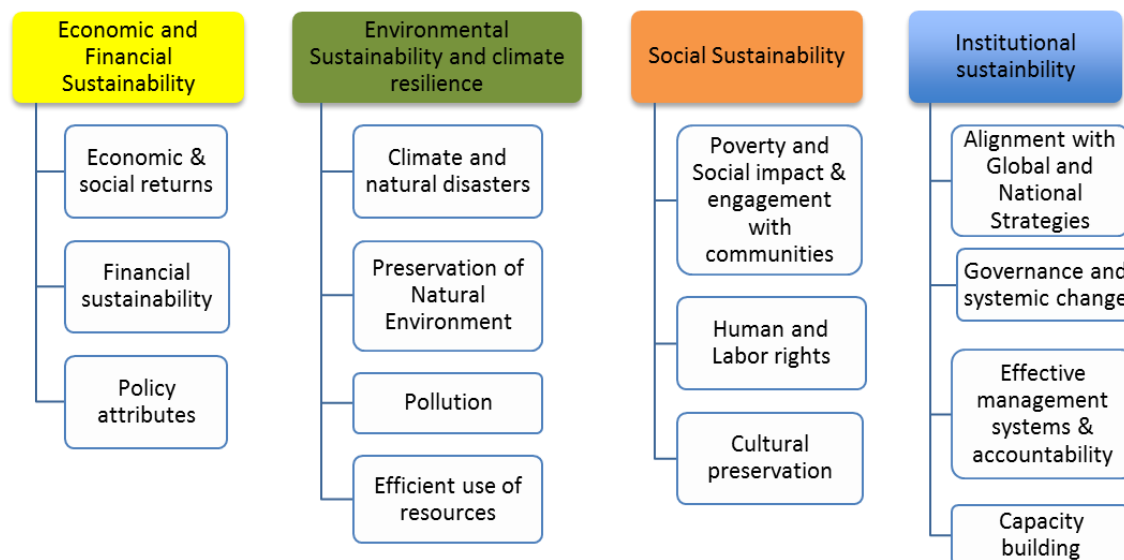 Economic and
Financial
Sustainability
Economic &
social returns
Financial
sustainability
Policy
attributes
Environmental
Sustainability and climate
resilience
Climate and
natural disasters
Preservation of
Natural
Environment
Pollution
Efficient use of
resources
Social Sustainability
Poverty and
Social impact &
engagement
with
communities
Human and
Labor rights
Cultural
preservation
Institutional
sustainbility
Alignment with
Global and
National
Strategies
Governance and
systemic change
Effective
management
systems &
accountability
Capacity
building